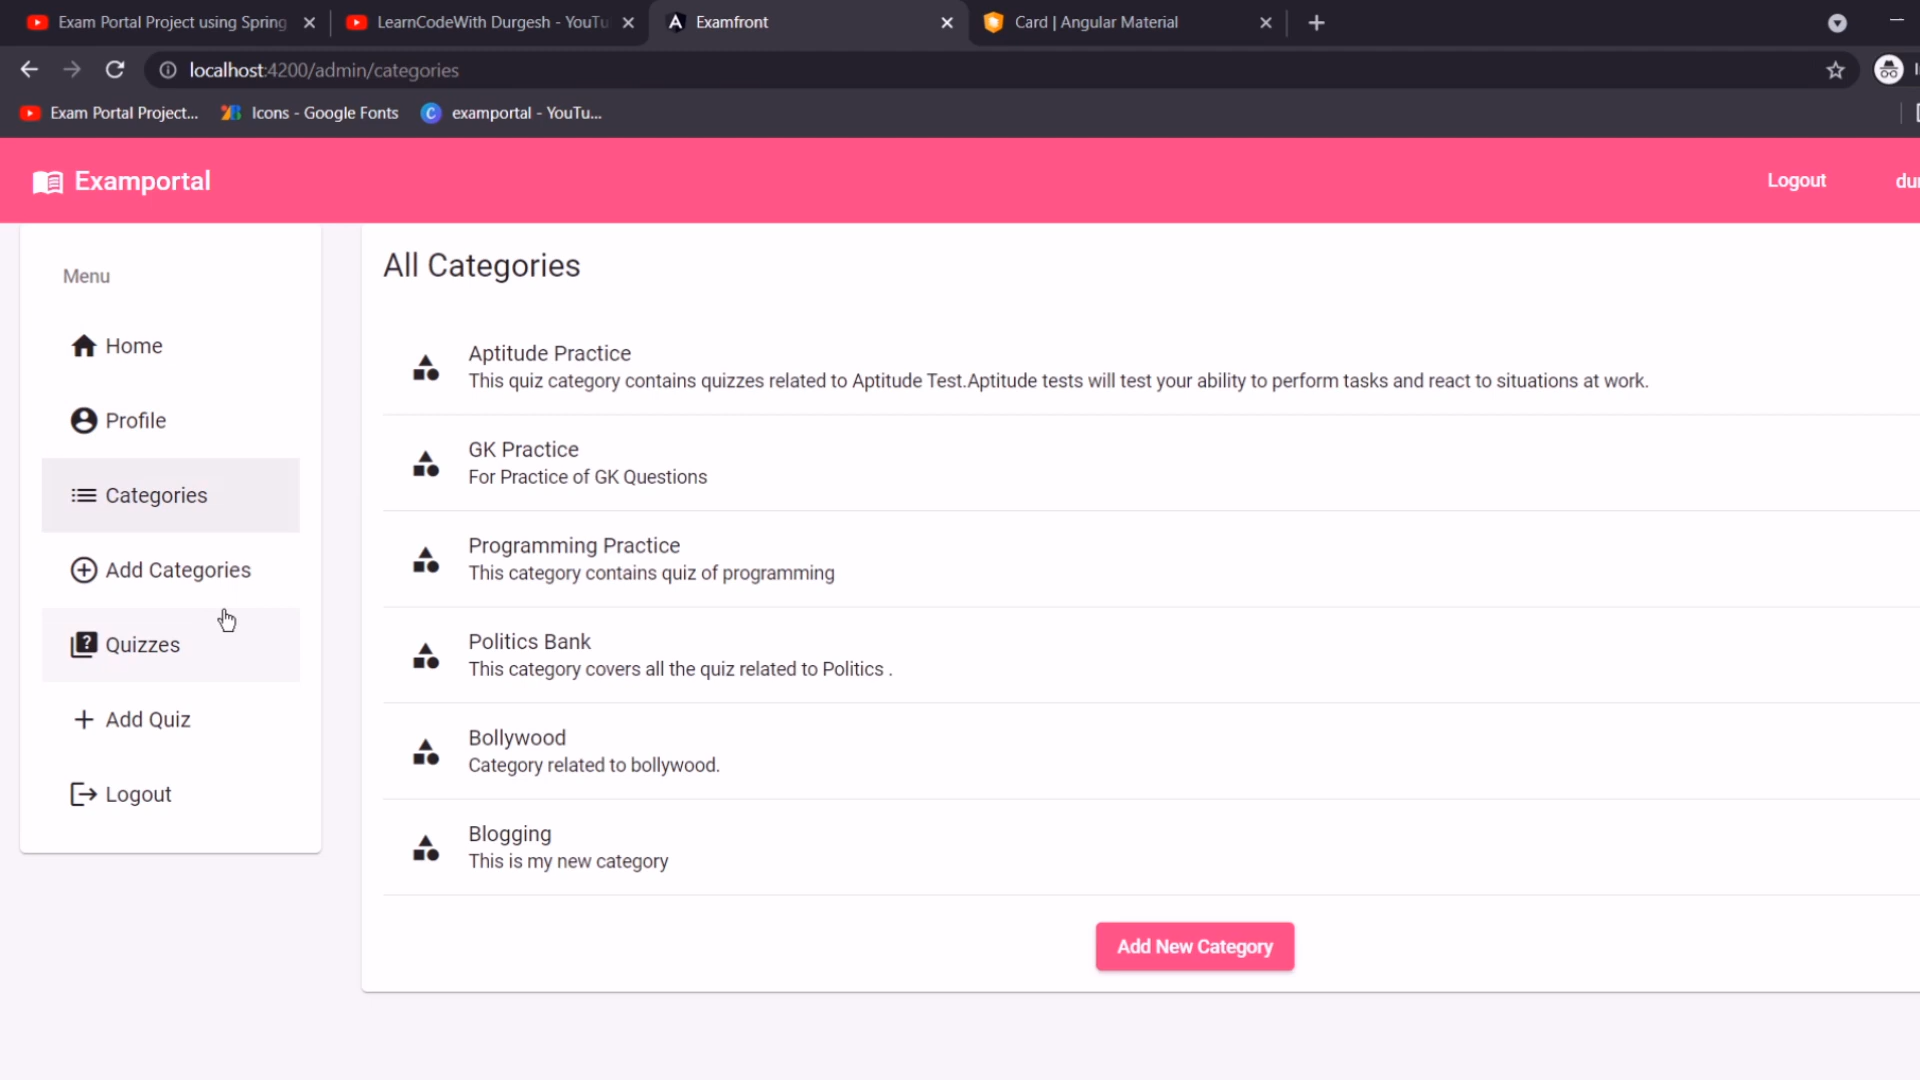 Exam Portal Project using Spring
LearnCodeWith Durgesh - YouTu
Examfront
Card | Angular Material
localhost:4200/admin/categories
Exam Portal Project...
Icons - Google Fonts
examportal - YouTu...
Examportal
Logout
dur
Menu
Home
Profile
Categories
Add Categories
Quizzes
Add Quiz
Logout
All Categories
Aptitude Practice
This quiz category contains quizzes related to Aptitude Test.Aptitude tests will test your ability to perform tasks and react to situations at work.
GK Practice
For Practice of GK Questions
Programming Practice
This category contains quiz of programming
Politics Bank
This category covers all the quiz related to Politics .
Bollywood
Category related to bollywood.
Blogging
This is my new category
Add New Category